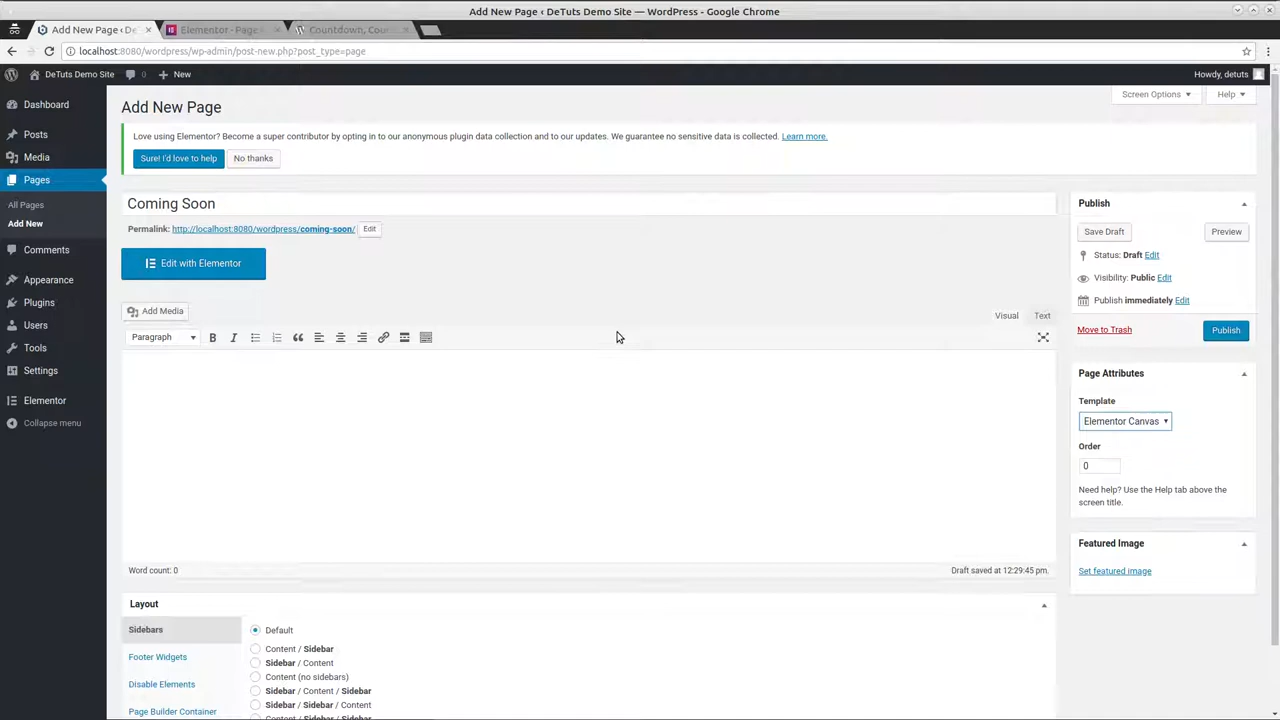 Add New Page ‹ DeTuts Demo Site — WordPress - Google Chrome
Add New Page ‹ De
Elementor - Page
Countdown, Cou
localhost:8080/wordpress/wp-admin/post-new.php?post_type=page
DeTuts Demo Site
0
New
Howdy, detuts
Dashboard
Posts
Media
Pages
All Pages
Add New
Comments
Appearance
Plugins
Users
Tools
Settings
Elementor
Collapse menu
Add New Page
Screen Options
Help
Love using Elementor? Become a super contributor by opting in to our anonymous plugin data collection and to our updates. We guarantee no sensitive data is collected. Learn more.
Sure! I'd love to help
No thanks
Coming Soon
Permalink: http://localhost:8080/wordpress/coming-soon/ Edit
Edit with Elementor
Add Media
Visual
Text
Paragraph
Word count: 0
Draft saved at 12:29:45 pm.
Layout
Sidebars
Footer Widgets
Disable Elements
Page Builder Container
Default
Content / Sidebar
Sidebar / Content
Content (no sidebars)
Sidebar / Content / Sidebar
Sidebar / Sidebar / Content
Content / Sidebar / Sidebar
Publish
Save Draft
Preview
Status: Draft Edit
Visibility: Public Edit
Publish immediately Edit
Move to Trash
Publish
Page Attributes
Template
Elementor Canvas
Order
0
Need help? Use the Help tab above the
screen title.
Featured Image
Set featured image